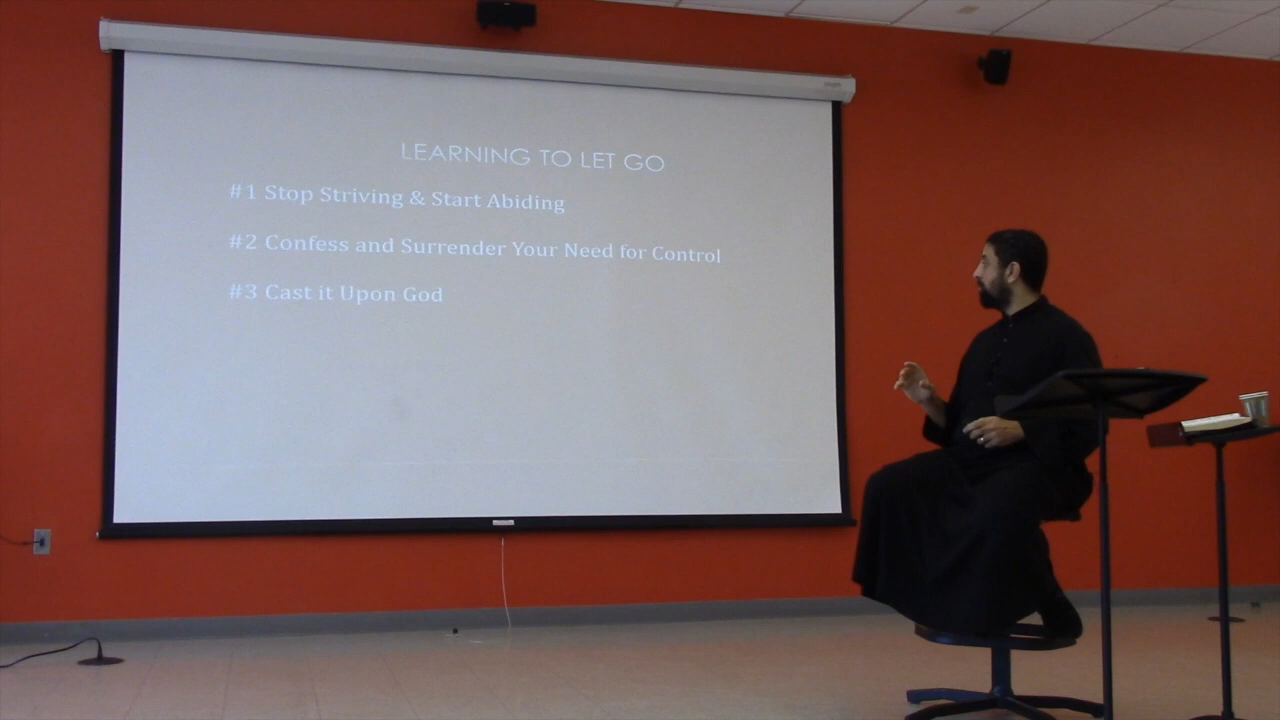 LEARNING TO LET GO
#1 Stop Striving & Start Abiding
#2 Confess and Surrender Your Need for Control
#3 Cast it Upon God